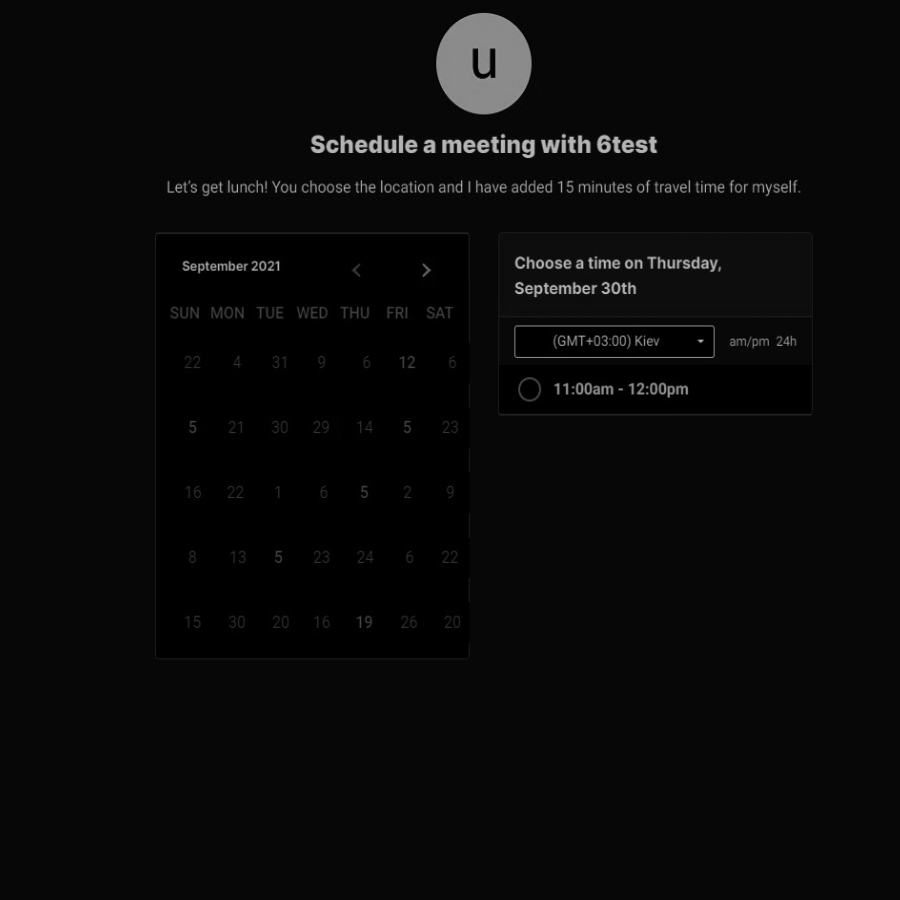 u
Schedule a meeting with 6test
Let's get lunch! You choose the location and I have added 15 minutes of travel time for myself.
September 2021
SUN MON TUE WED THU FRI SAT
22 4 31 9 6 12 6
5 21 30 29 14 5 23
16 22 1 6 5 2 9
8 13 5 23 24 6 22
15 30 20 16 19 26 20
Choose a time on Thursday,
September 30th
(GMT+03:00) Kiev am/pm 24h
11:00am - 12:00pm